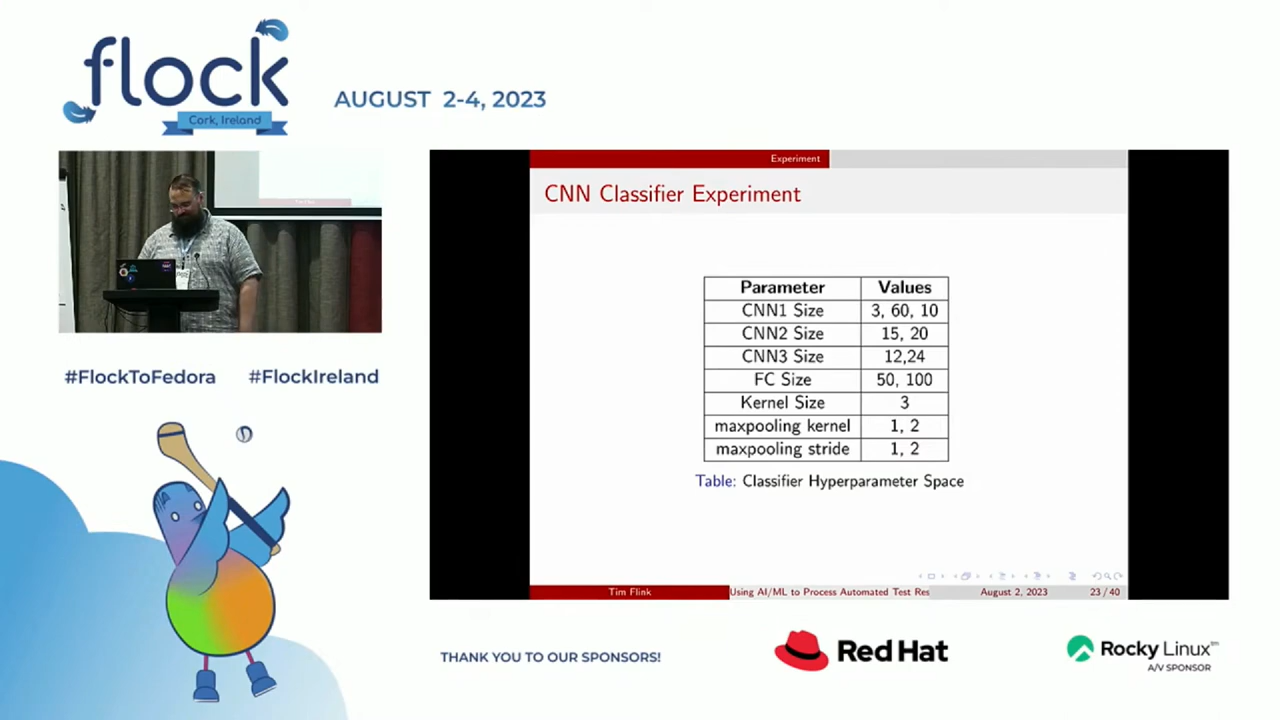 flock
Cork, Ireland
AUGUST 2-4, 2023
Experiment
CNN Classifier Experiment
Parameter Values
CNN1 Size 3, 60, 10
CNN2 Size 15, 20
CNN3 Size 12,24
FC Size 50, 100
Kernel Size 3
maxpooling kernel 1, 2
maxpooling stride 1, 2
Table: Classifier Hyperparameter Space
Tim Flink Using AI/ML to Process Automated Test Res August 2, 2023 23 / 40
#FlockToFedora #FlockIreland
THANK YOU TO OUR SPONSORS!
Red Hat
Rocky Linux™
A/V SPONSOR